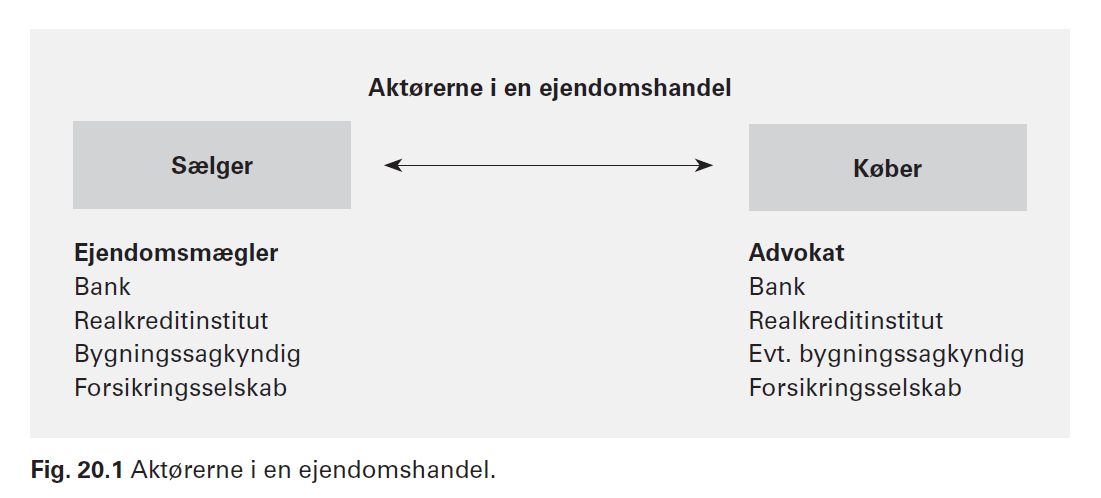 Aktørerne i en ejendomshandel
Sælger
Køber
Ejendomsmægler
Bank
Realkreditinstitut
Bygningssagkyndig
Forsikringsselskab
Advokat
Bank
Realkreditinstitut
Evt. bygningssagkyndig
Forsikringsselskab
Fig. 20.1 Aktørerne i en ejendomshandel.